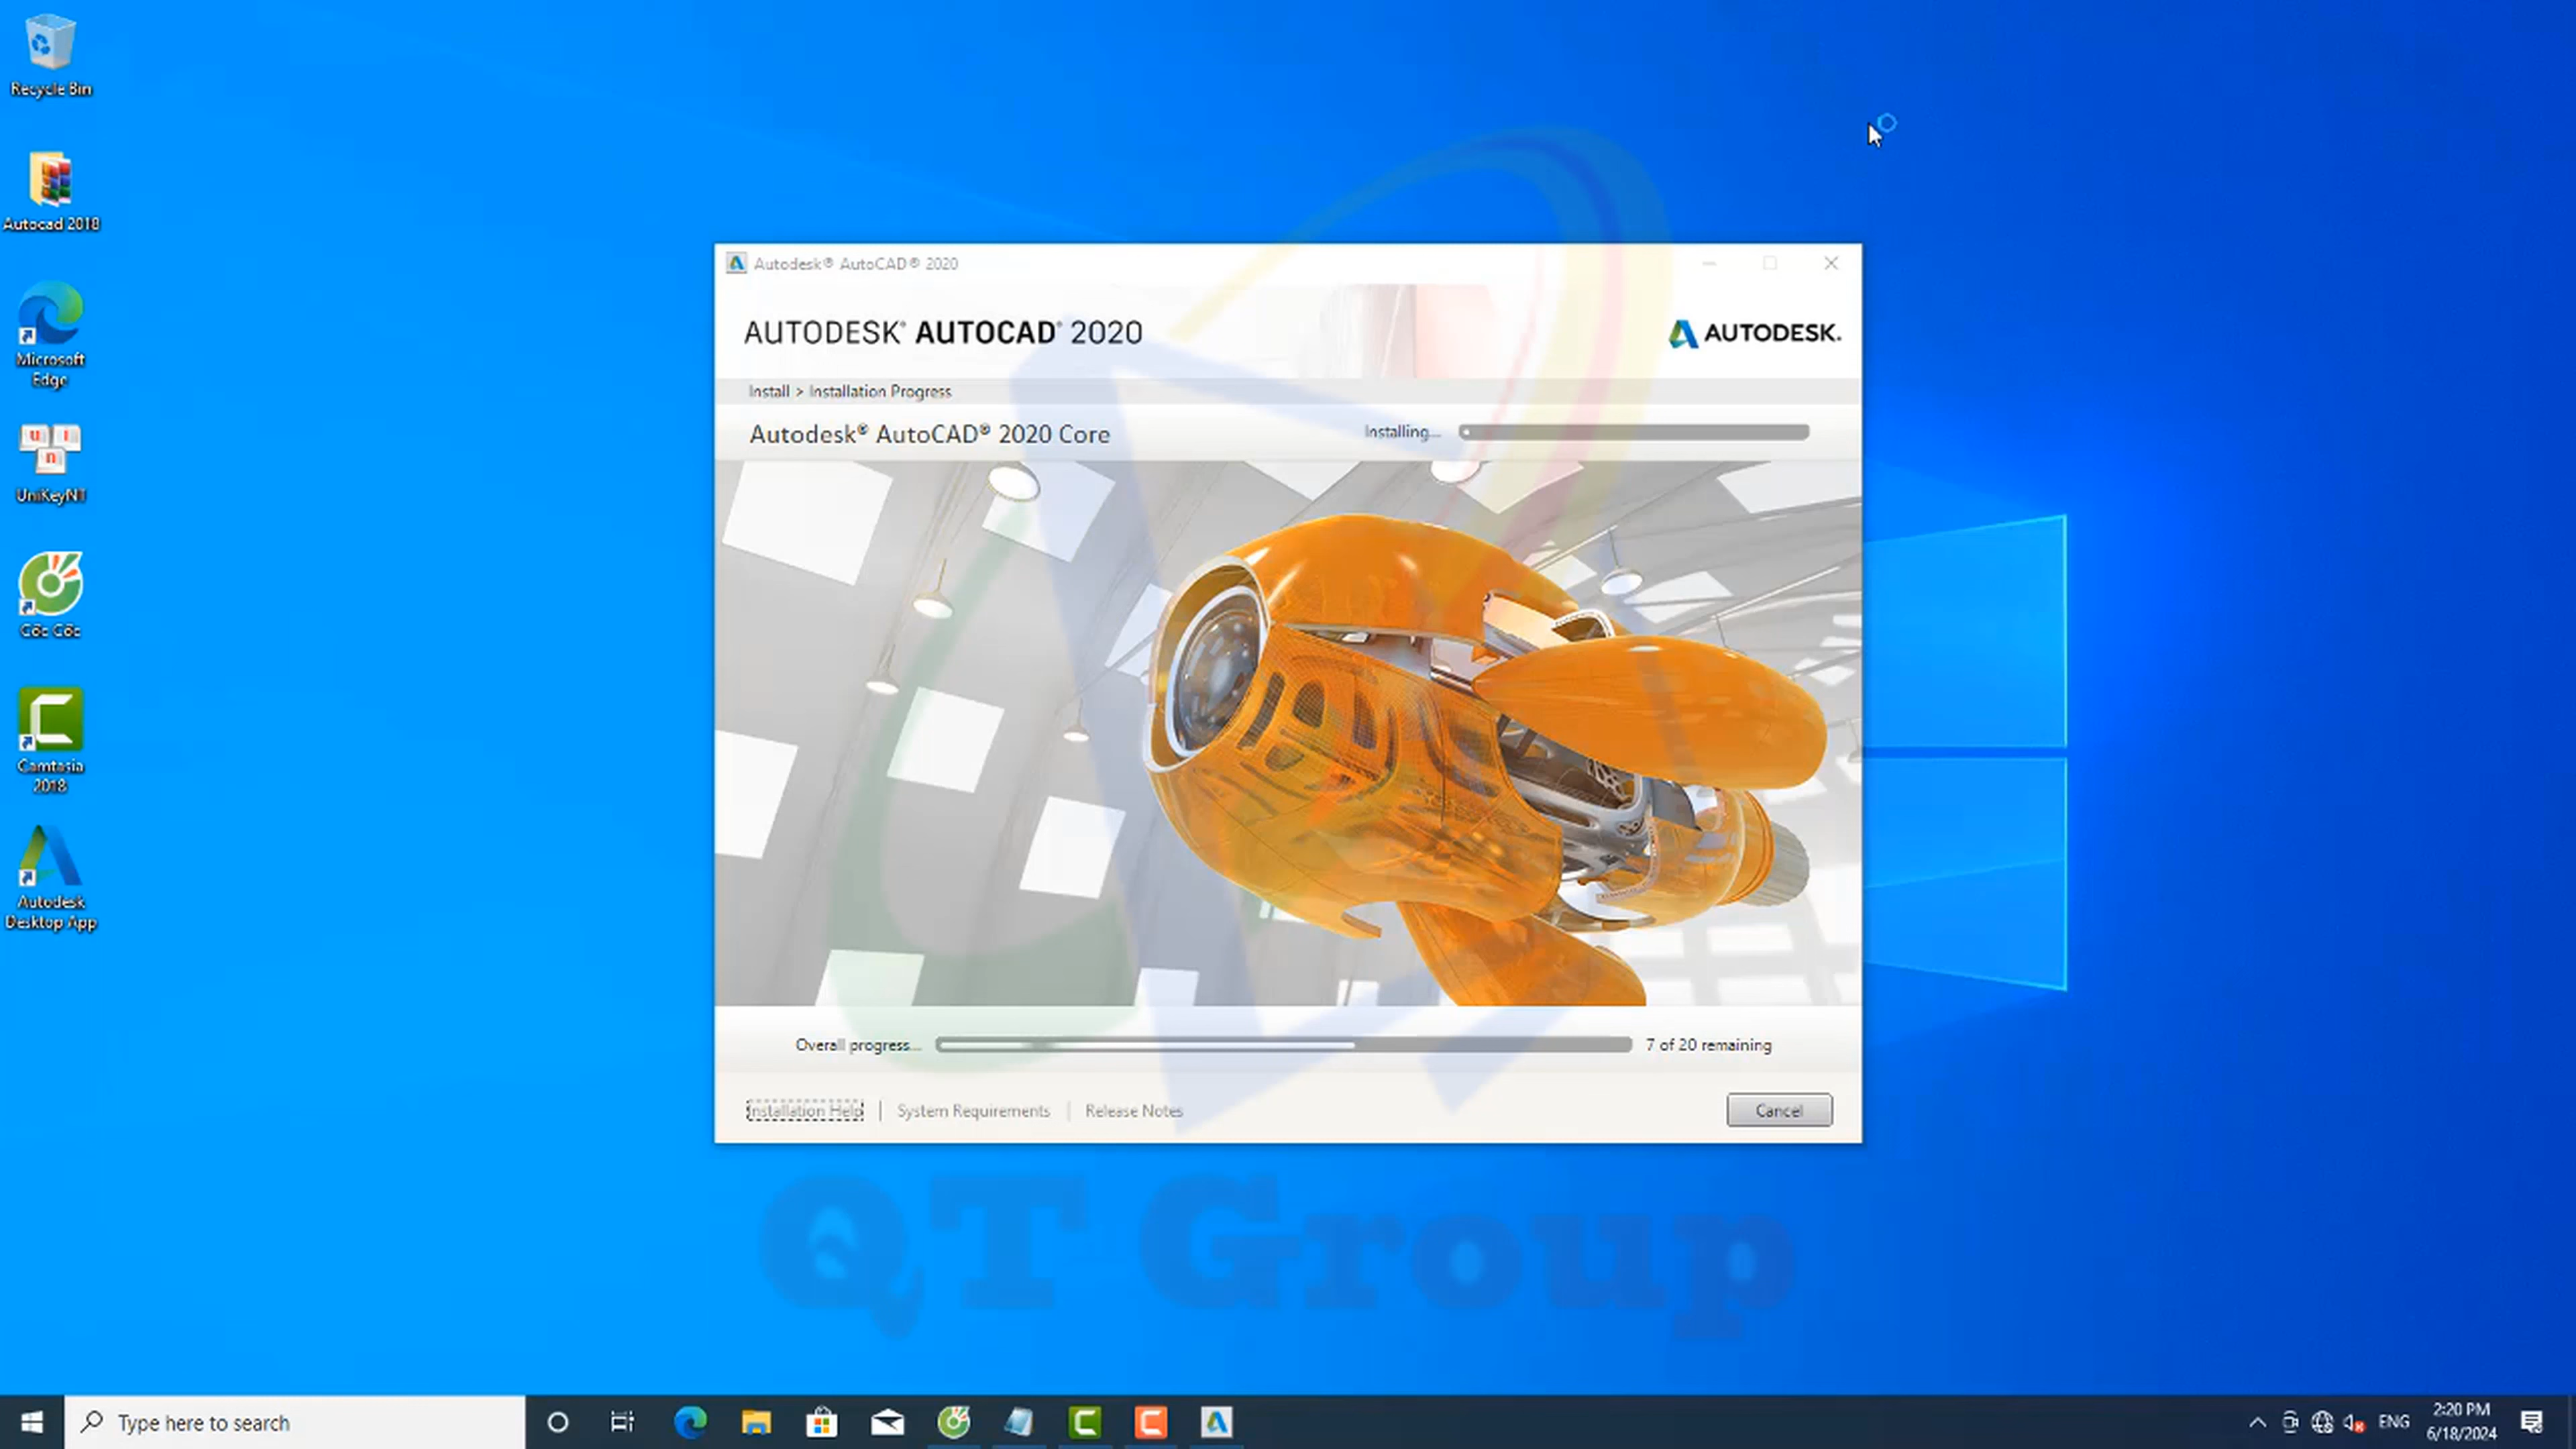 Recycle Bin
Autocad 2018
Microsoft
Edge
UniKeyNT
Cốc Cốc
Camtasia
2018
Autodesk
Desktop App
Autodesk® AutoCAD® 2020
AUTODESK® AUTOCAD® 2020
AUTODESK.
Install > Installation Progress
Autodesk® AutoCAD® 2020 Core
Installing...
Overall progress...
7 of 20 remaining
Installation Help
System Requirements
Release Notes
Cancel
QT Group
Type here to search
ENG
2:20 PM
6/18/2024